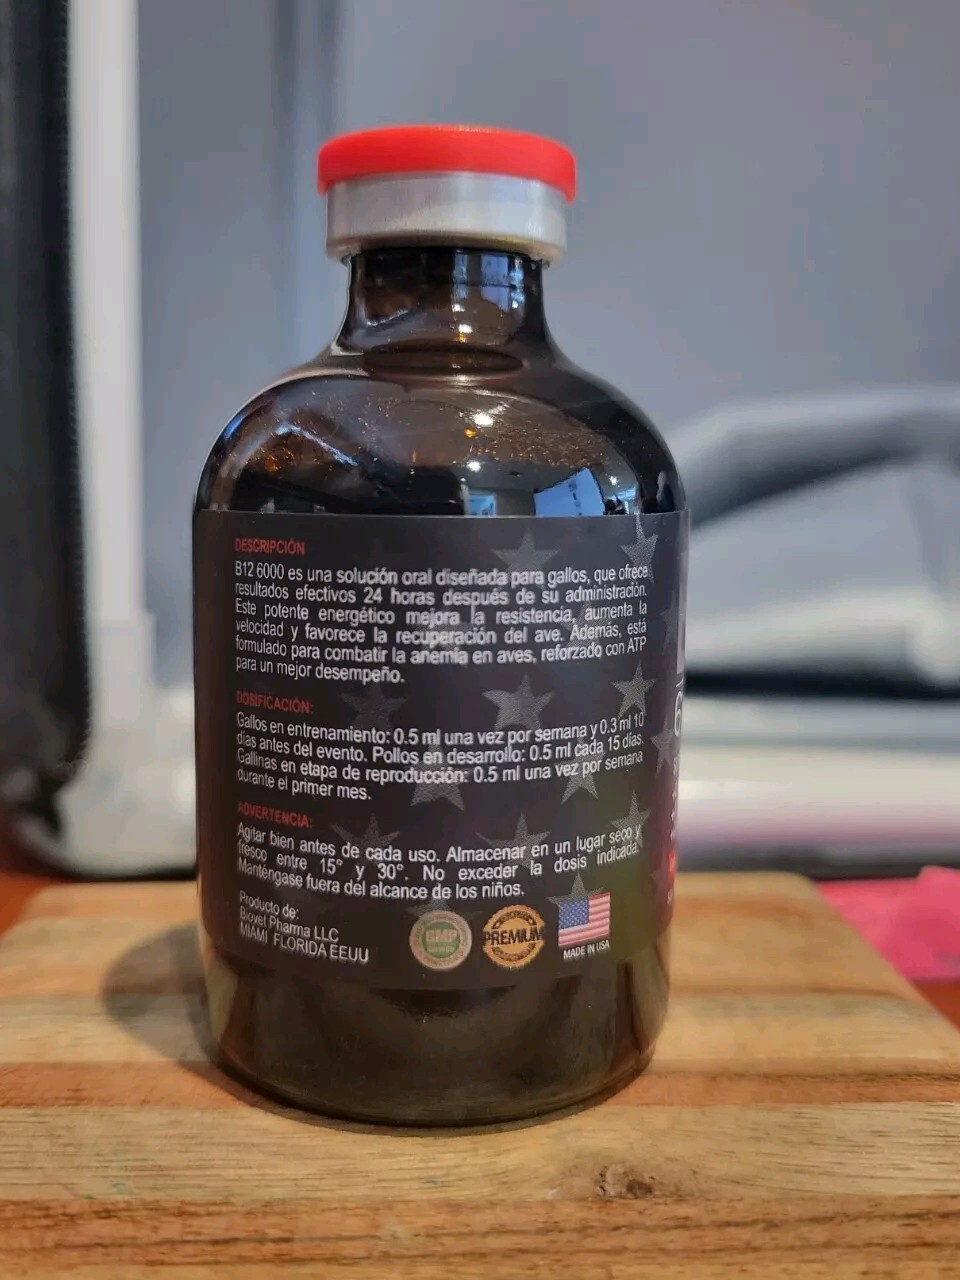 DESCRIPCIÓN
B12 6000 es una solución oral diseñada para gallos, que ofrece
resultados efectivos 24 horas después de su administración.
Este potente energético mejora la resistencia, aumenta la
velocidad y favorece la recuperación del ave. Además, está
formulado para combatir la anemia en aves, reforzado con ATP
para un mejor desempeño.
DOSIFICACIÓN:
Gallos en entrenamiento: 0.5 ml una vez por semana y 0.3 ml 10
días antes del evento. Pollos en desarrollo: 0.5 ml cada 15 días.
Gallinas en etapa de reproducción: 0.5 ml una vez por semana
durante el primer mes.
ADVERTENCIA:
Agitar bien antes de cada uso. Almacenar en un lugar seco y
fresco entre 15° y 30°. No exceder la dosis indicada.
Manténgase fuera del alcance de los niños.
Producto de:
Biovet Pharma LLC
MIAMI FLORIDA EEUU
GMP
PREMIUM
MADE IN USA